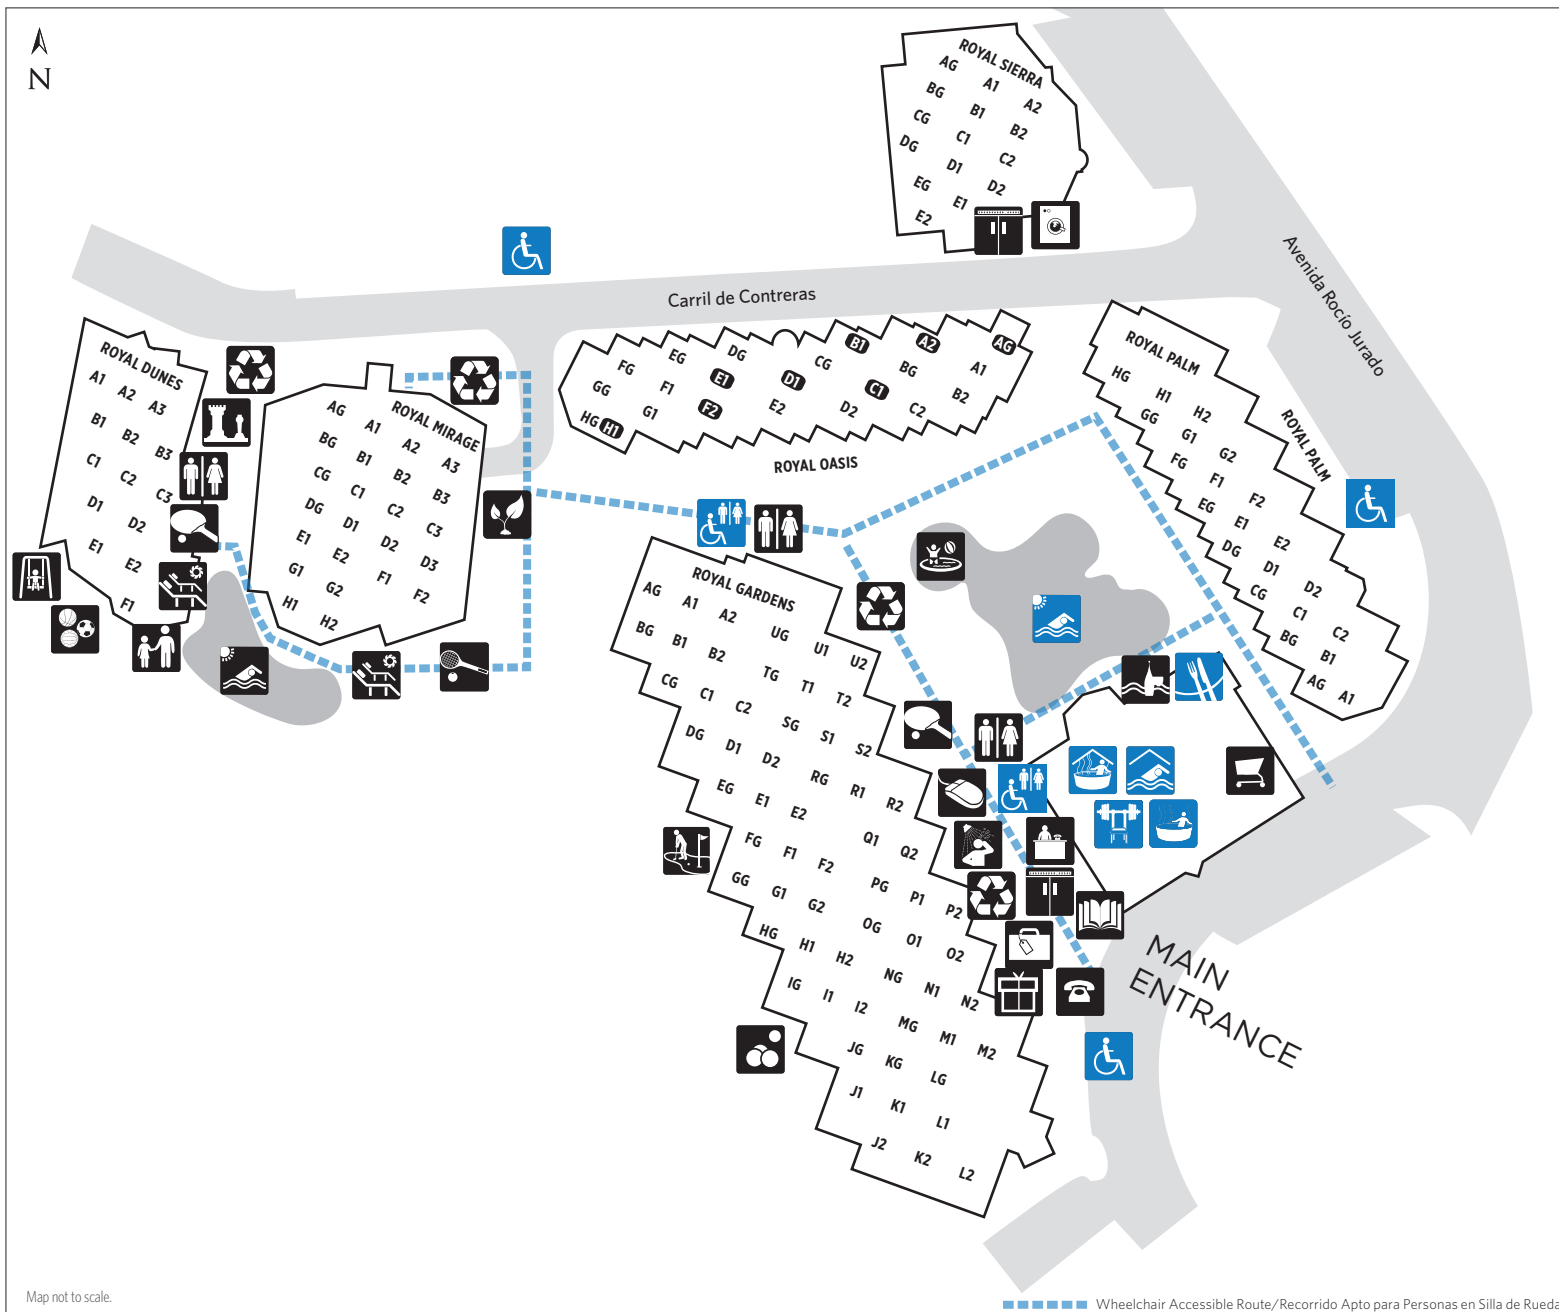 N
ROYAL SIERRA
AG A1 A2
BG B1 B2
CG C1 C2
DG D1 D2
EG E1
E2
Avenida Rocío Jurado
Carril de Contreras
ROYAL DUNES
A1 A2 A3
B1 B2 B3
C1 C2 C3
D1 D2
E1 E2
F1
ROYAL MIRAGE
AG A1 A2 A3
BG B1 B2 B3
CG C1 C2 C3
DG D1 D2 D3
E1 E2 F1 F2
G1 G2
H1 H2
ROYAL OASIS
AG A1
A2 BG B2
B1 CG C1 C2
DG D1 D2
EG E1 E2
FG F1 F2
GG G1
HG H1
ROYAL PALM
ROYAL PALM
HG H1 H2
GG G1 G2
FG F1 F2
EG E1 E2
DG D1 D2
CG C1 C2
BG B1
AG A1
ROYAL GARDENS
AG A1 A2
BG B1 B2
CG C1 C2
DG D1 D2
EG E1 E2
FG F1 F2
GG G1 G2
HG H1 H2
IG I1 I2
JG J1 J2
KG K1 K2
LG L1 L2
MG M1 M2
NG N1 N2
OG O1 O2
PG P1 P2
Q1 Q2
RG R1 R2
SG S1 S2
TG T1 T2
UG U1 U2
MAIN
ENTRANCE
Map not to scale.
Wheelchair Accessible Route/Recorrido Apto para Personas en Silla de Rueda